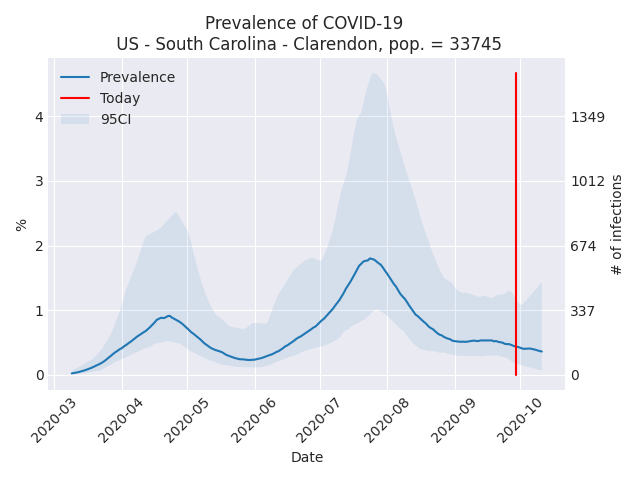 Prevalence of COVID-19
US - South Carolina - Clarendon, pop. = 33745
Prevalence
Today
95CI
%
4
3
2
1
0
1349
1012
674
337
0
# of infections
2020-03
2020-04
2020-05
2020-06
2020-07
2020-08
2020-09
2020-10
Date